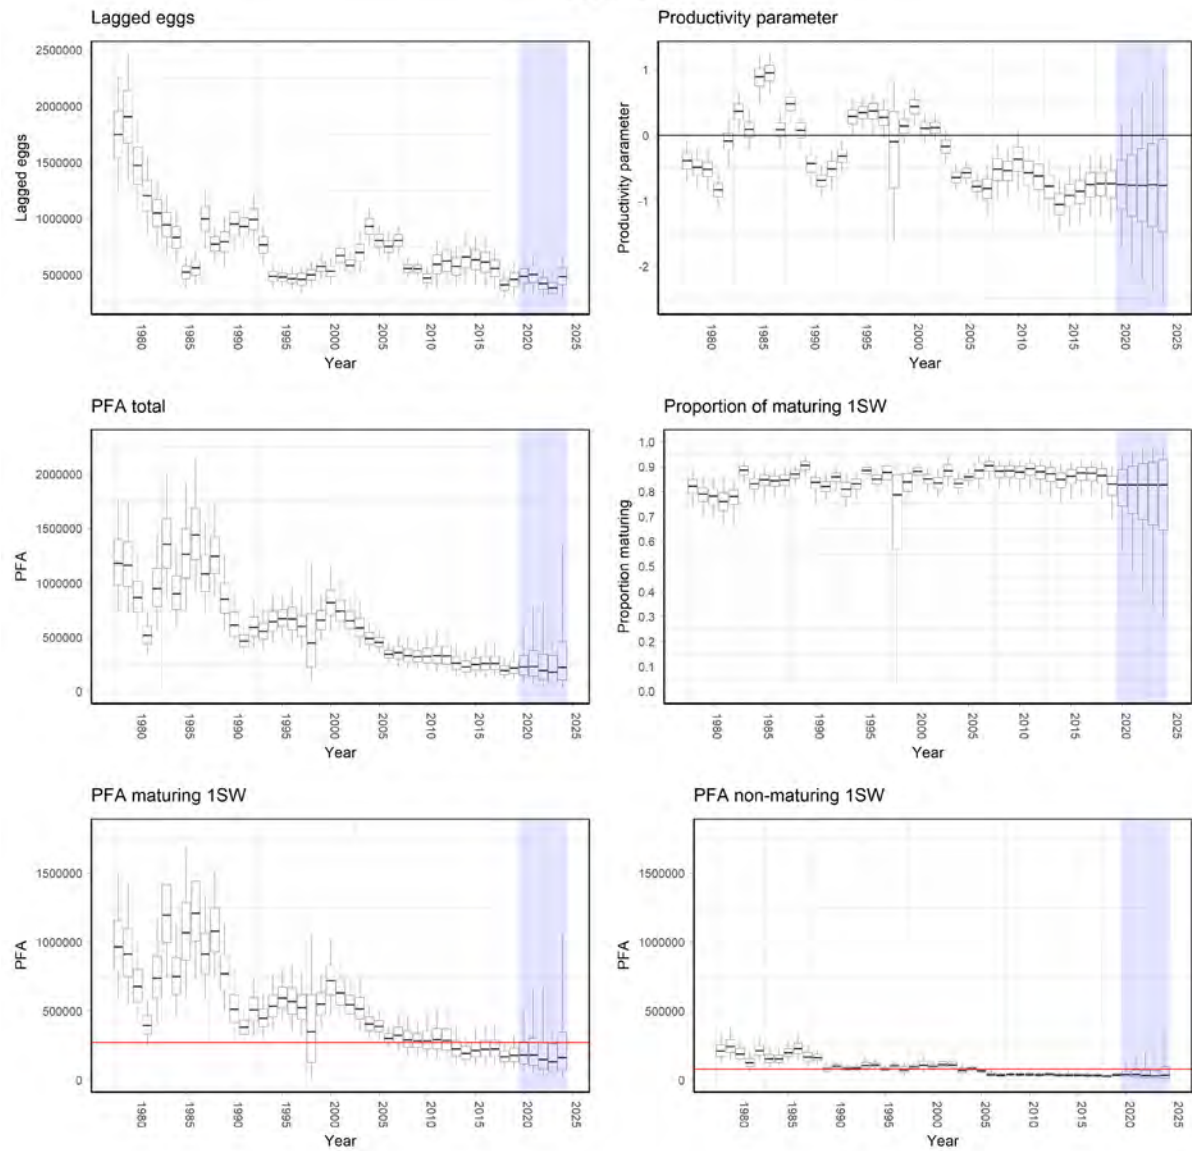 Lagged eggs
Lagged eggs
2500000
2000000
1500000
1000000
500000
1980 1985 1990 1995 2000 2005 2010 2015 2020 2025
Year
Productivity parameter
Productivity parameter
1
0
-1
-2
1980 1985 1990 1995 2000 2005 2010 2015 2020 2025
Year
PFA total
PFA
2000000
1500000
1000000
500000
0
1980 1985 1990 1995 2000 2005 2010 2015 2020 2025
Year
Proportion of maturing 1SW
Proportion maturing
1.0
0.9
0.8
0.7
0.6
0.5
0.4
0.3
0.2
0.1
0.0
1980 1985 1990 1995 2000 2005 2010 2015 2020 2025
Year
PFA maturing 1SW
PFA
1500000
1000000
500000
0
1980 1985 1990 1995 2000 2005 2010 2015 2020 2025
Year
PFA non-maturing 1SW
PFA
1500000
1000000
500000
0
1980 1985 1990 1995 2000 2005 2010 2015 2020 2025
Year